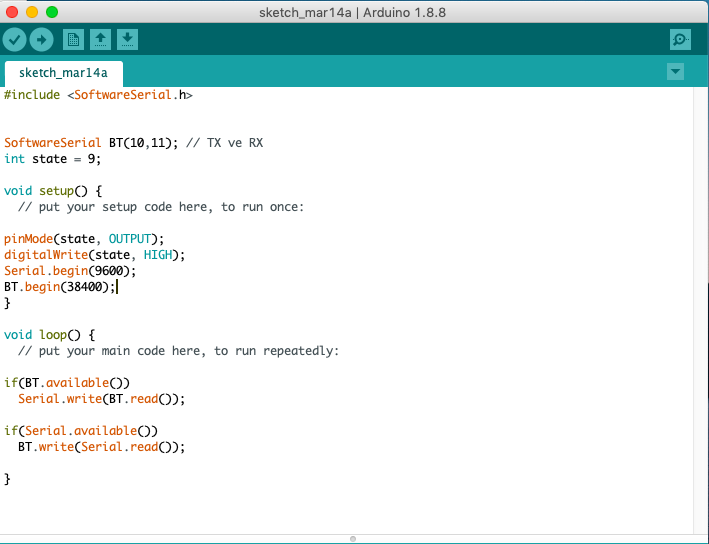 sketch_mar14a | Arduino 1.8.8
sketch_mar14a
#include <SoftwareSerial.h>
SoftwareSerial BT(10,11); // TX ve RX
int state = 9;
void setup() {
  // put your setup code here, to run once:
pinMode(state, OUTPUT);
digitalWrite(state, HIGH);
Serial.begin(9600);
BT.begin(38400);
}
void loop() {
  // put your main code here, to run repeatedly:
if(BT.available())
  Serial.write(BT.read());
if(Serial.available())
  BT.write(Serial.read());
}